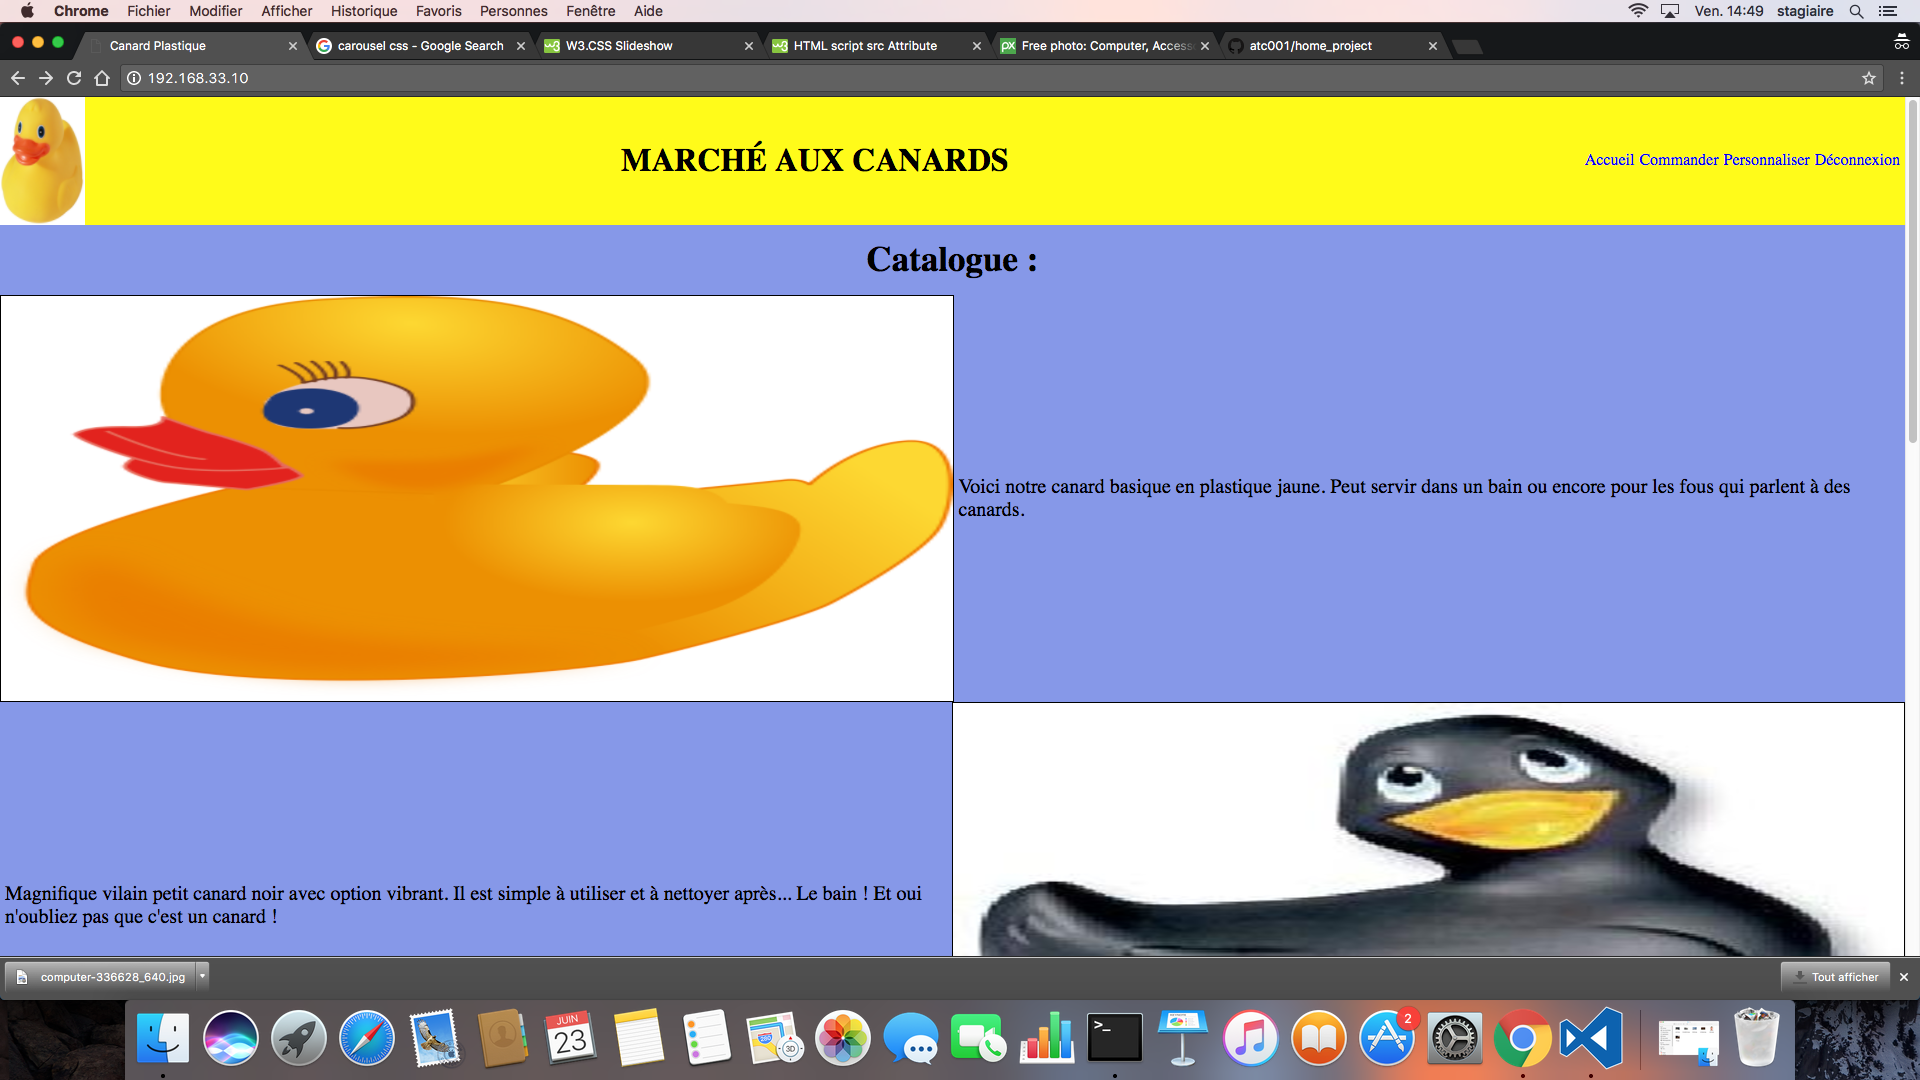 Chrome Fichier Modifier Afficher Historique Favoris Personnes Fenêtre Aide Ven. 14:49 stagiaire
Canard Plastique carousel css - Google Search W3.CSS Slideshow HTML script src Attribute Free photo: Computer, Access atc001/home_project
192.168.33.10
MARCHÉ AUX CANARDS
Accueil Commander Personnaliser Déconnexion
Catalogue :
Voici notre canard basique en plastique jaune. Peut servir dans un bain ou encore pour les fous qui parlent à des
canards.
Magnifique vilain petit canard noir avec option vibrant. Il est simple à utiliser et à nettoyer après... Le bain ! Et oui
n'oubliez pas que c'est un canard !
computer-336628_640.jpg Tout afficher
JUIN
23
280
3D
>_
2